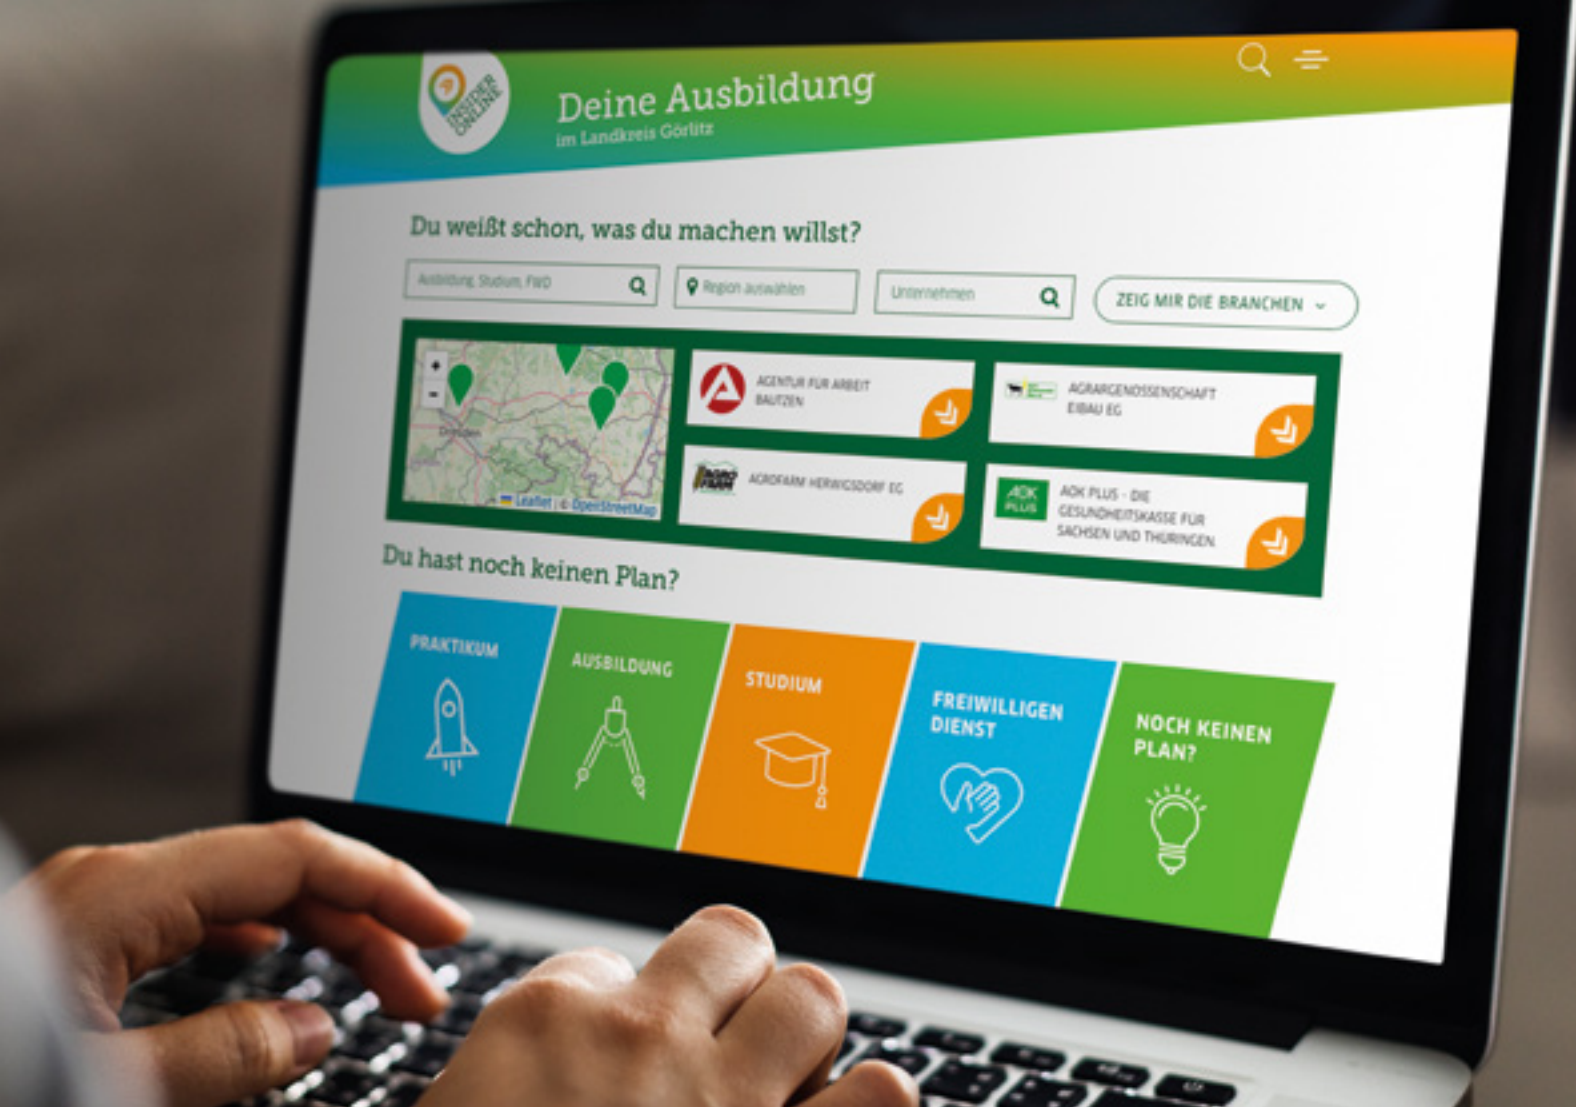 INSIDER
ONLINE
Deine Ausbildung
im Landkreis Görlitz
Du weißt schon, was du machen willst?
Ausbildung, Studium, FWD
Region auswählen
Unternehmen
ZEIG MIR DIE BRANCHEN
+
−
Dresden
Leaflet | © OpenStreetMap
AGENTUR FÜR ARBEIT
BAUTZEN
AGRARGENOSSENSCHAFT
EIBAU EG
AGRO
FARM
AGROFARM HERWIGSDORF EG
AOK
PLUS
AOK PLUS - DIE
GESUNDHEITSKASSE FÜR
SACHSEN UND THÜRINGEN.
Du hast noch keinen Plan?
PRAKTIKUM
AUSBILDUNG
STUDIUM
FREIWILLIGEN
DIENST
NOCH KEINEN
PLAN?